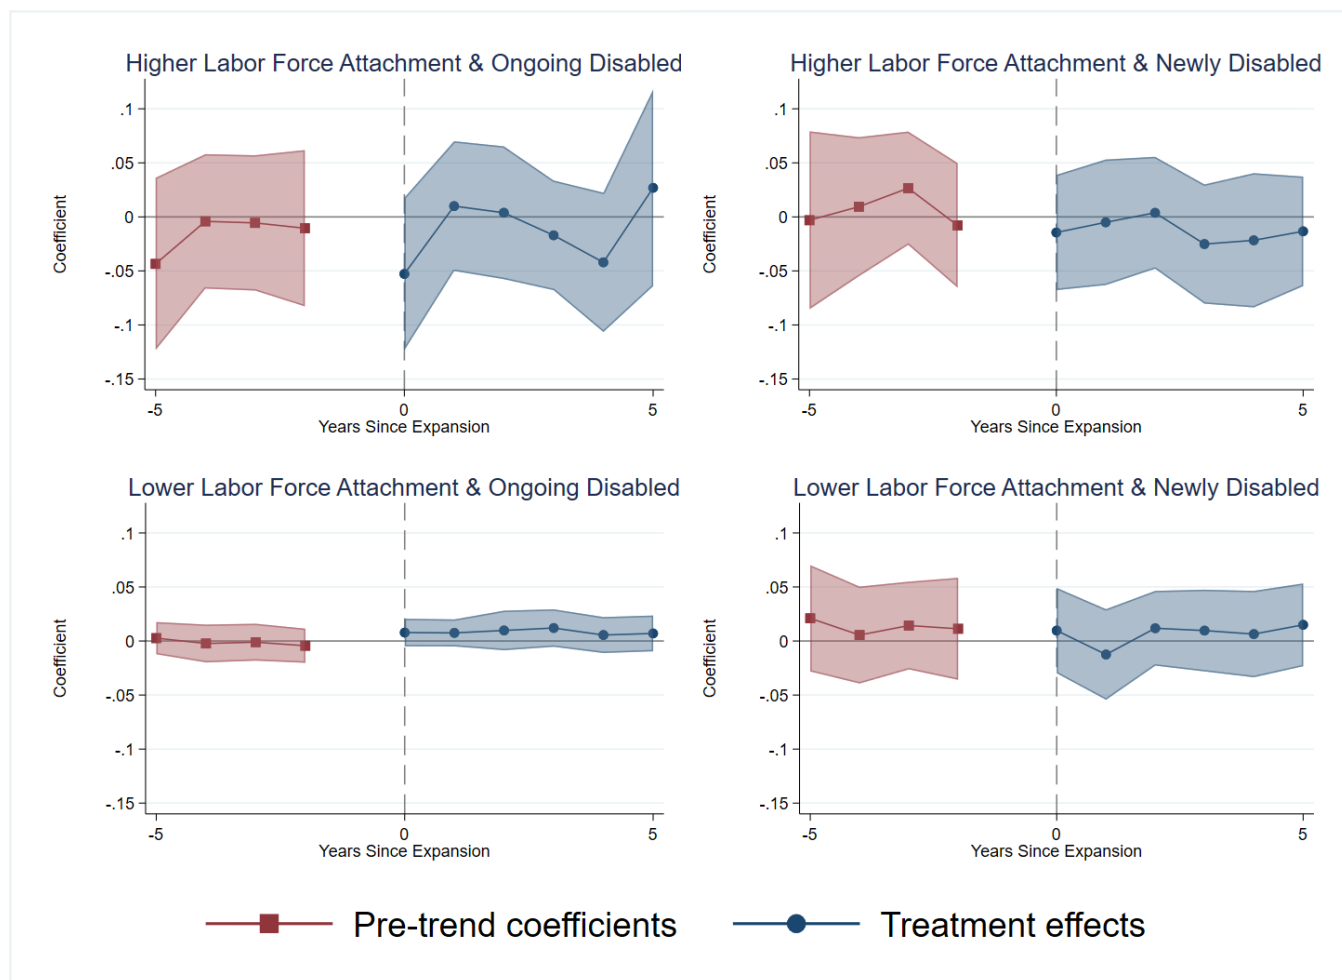 Higher Labor Force Attachment & Ongoing Disabled
.1
.05
0
-.05
-.1
-.15
Coefficient
-5
0
5
Years Since Expansion
Higher Labor Force Attachment & Newly Disabled
.1
.05
0
-.05
-.1
-.15
Coefficient
-5
0
5
Years Since Expansion
Lower Labor Force Attachment & Ongoing Disabled
.1
.05
0
-.05
-.1
-.15
Coefficient
-5
0
5
Years Since Expansion
Lower Labor Force Attachment & Newly Disabled
.1
.05
0
-.05
-.1
-.15
Coefficient
-5
0
5
Years Since Expansion
Pre-trend coefficients
Treatment effects